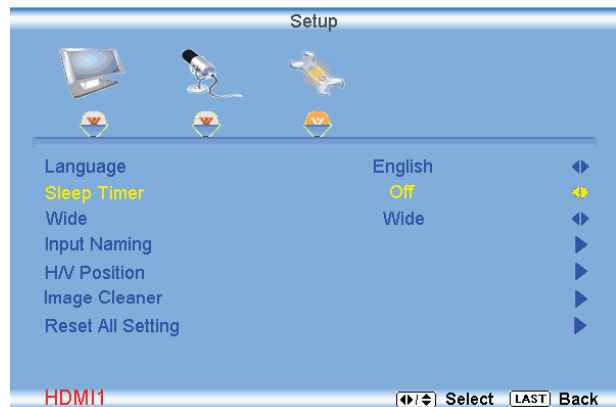 Setup
Language English
Sleep Timer Off
Wide Wide
Input Naming
H/V Position
Image Cleaner
Reset All Setting
HDMI1 Select LAST Back